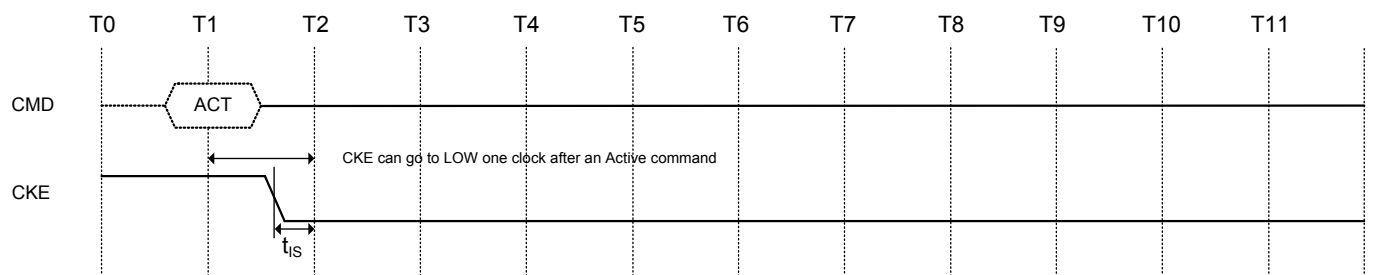 T0 T1 T2 T3 T4 T5 T6 T7 T8 T9 T10 T11
CMD ACT
CKE can go to LOW one clock after an Active command
CKE
tIS